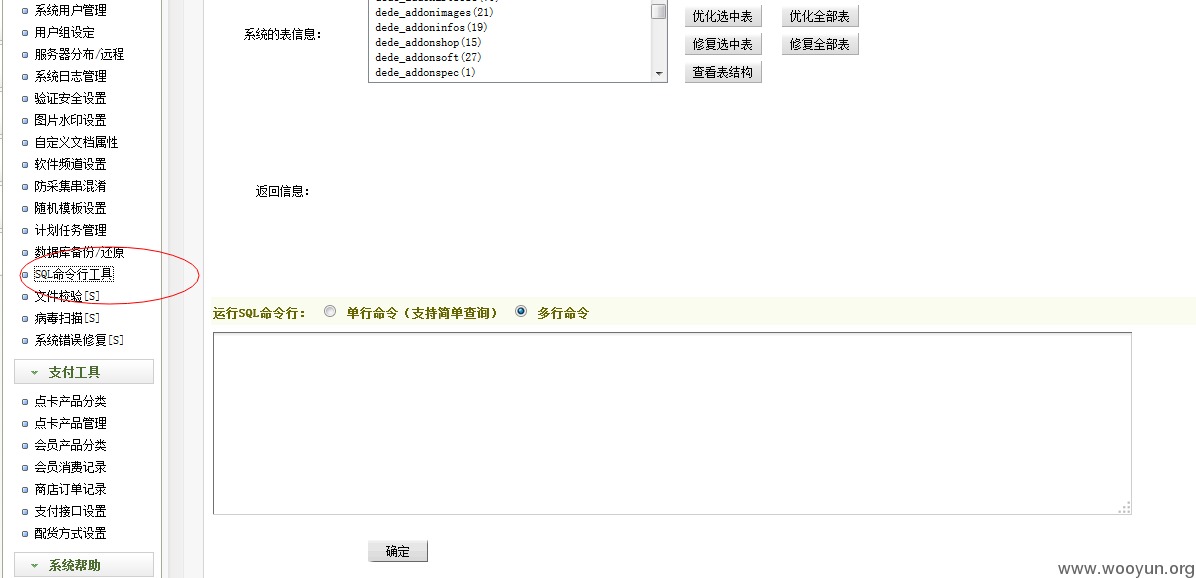 系统用户管理
用户组设定
服务器分布/远程
系统日志管理
验证安全设置
图片水印设置
自定义文档属性
软件频道设置
防采集串混淆
随机模板设置
计划任务管理
数据库备份/还原
SQL命令行工具
文件校验[S]
病毒扫描[S]
系统错误修复[S]
支付工具
点卡产品分类
点卡产品管理
会员产品分类
会员消费记录
商店订单记录
支付接口设置
配货方式设置
系统帮助
系统的表信息：
dede_addonimages(21)
dede_addoninfos(19)
dede_addonshop(15)
dede_addonsoft(27)
dede_addonspec(1)
优化选中表 优化全部表
修复选中表 修复全部表
查看表结构
返回信息：
运行SQL命令行： 单行命令（支持简单查询） 多行命令
确定
www.wooyun.org